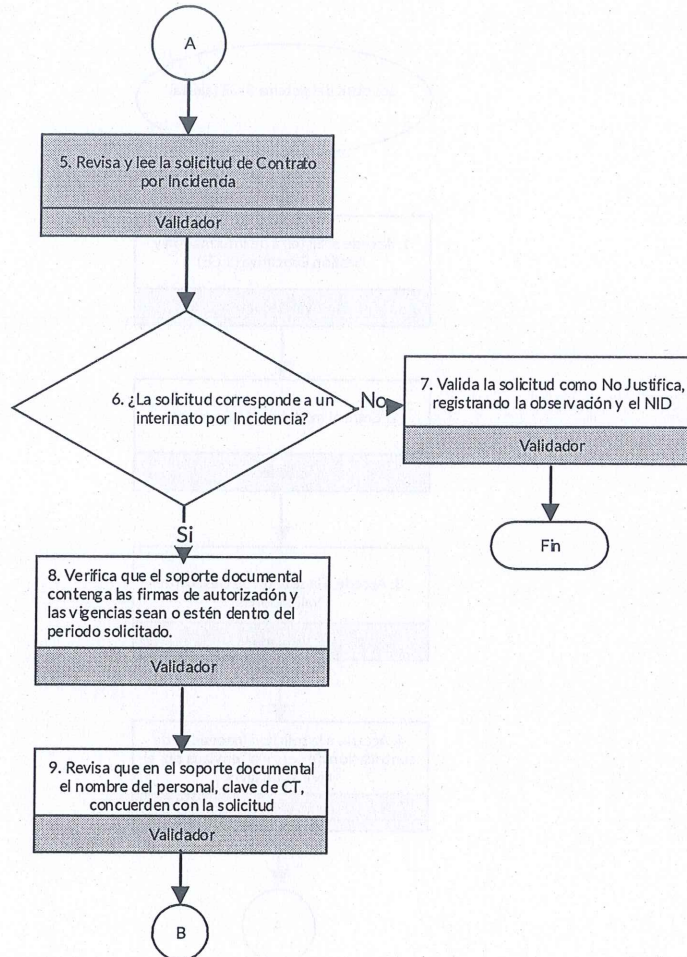 A
5. Revisa y lee la solicitud de Contrato
por Incidencia
Validador
6. ¿La solicitud corresponde a un
interinato por Incidencia?
No
7. Valida la solicitud como No Justifica,
registrando la observación y el NID
Validador
Fin
Si
8. Verifica que el soporte documental
contenga las firmas de autorización y
las vigencias sean o estén dentro del
periodo solicitado.
Validador
9. Revisa que en el soporte documental
el nombre del personal, clave de CT,
concuerden con la solicitud
Validador
B